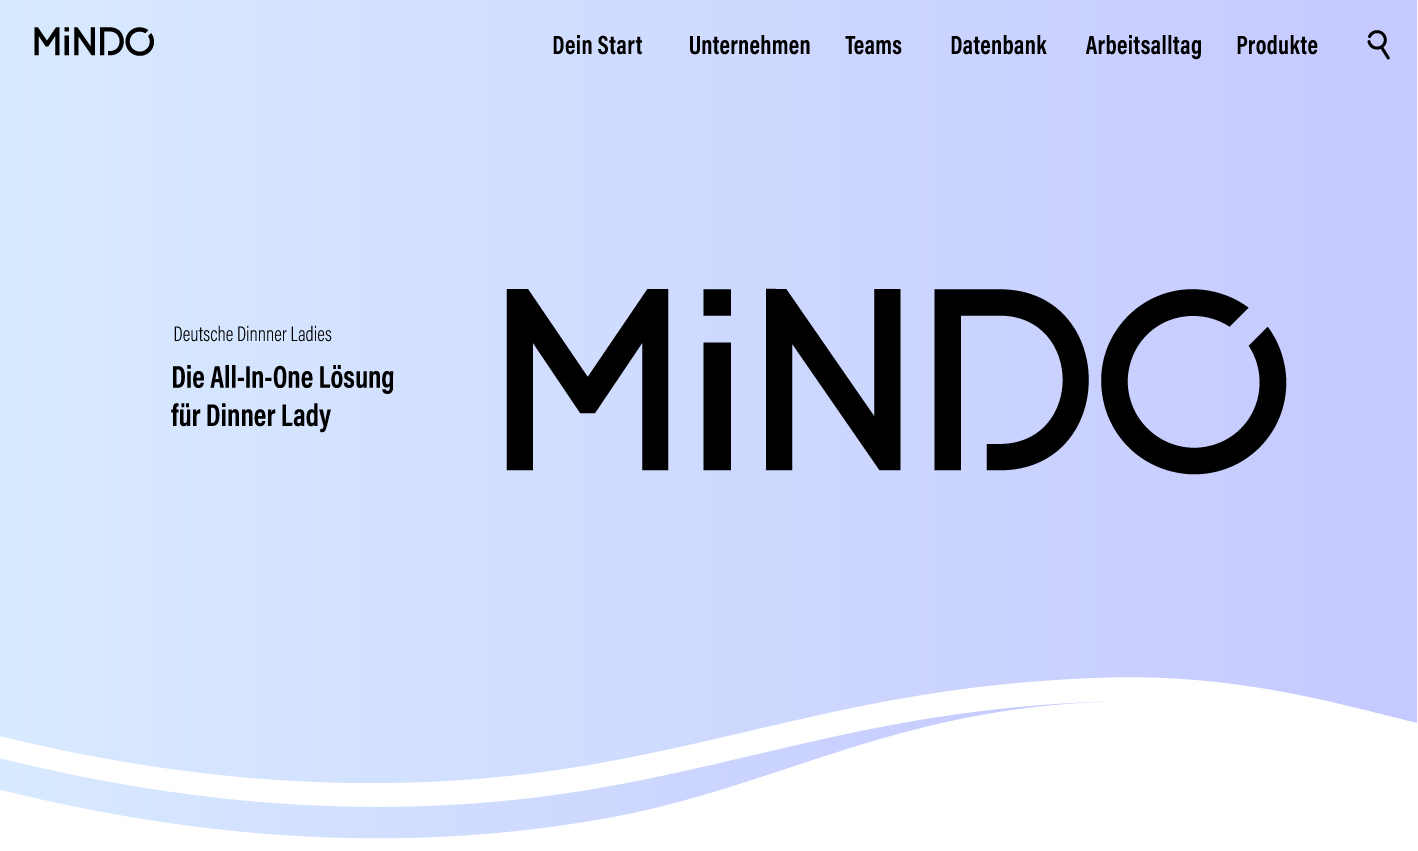 MiNDO
Dein Start Unternehmen Teams Datenbank Arbeitsalltag Produkte
Deutsche Dinnner Ladies
Die All-In-One Lösung
für Dinner Lady
MiNDO